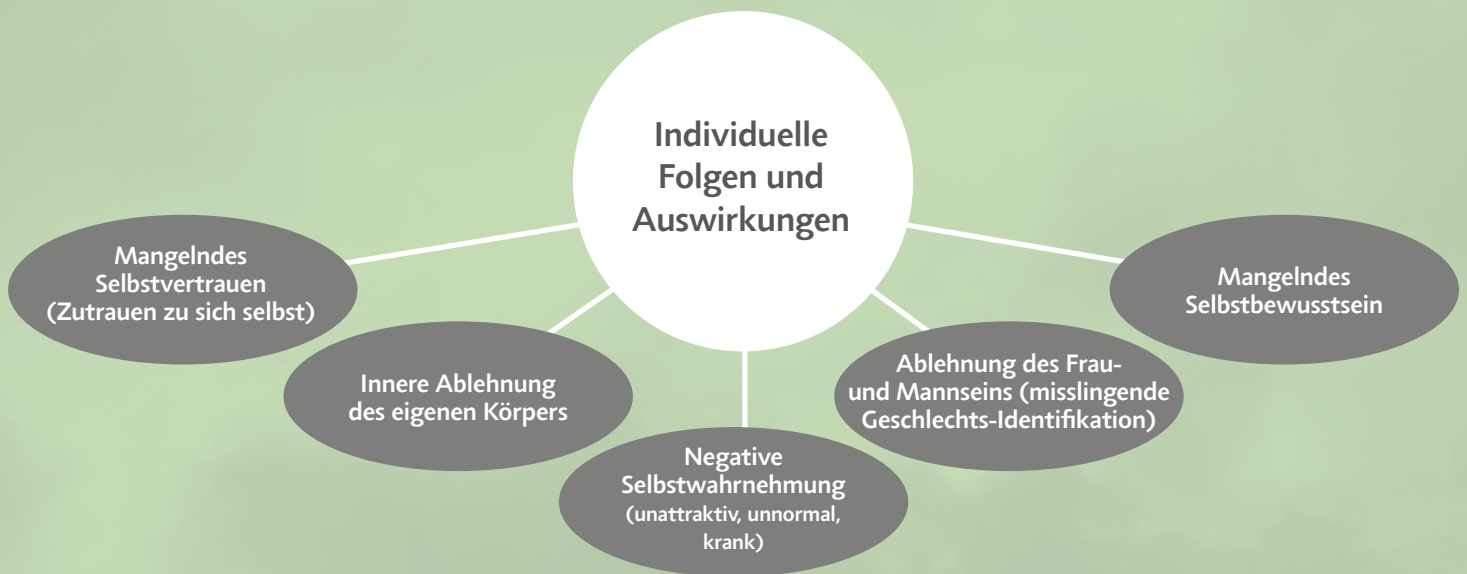 Individuelle
Folgen und
Auswirkungen
Mangelndes
Selbstvertrauen
(Zutrauen zu sich selbst)
Innere Ablehnung
des eigenen Körpers
Negative
Selbstwahrnehmung
(unattraktiv, unnormal,
krank)
Ablehnung des Frau-
und Mannseins (misslingende
Geschlechts-Identifikation)
Mangelndes
Selbstbewusstsein